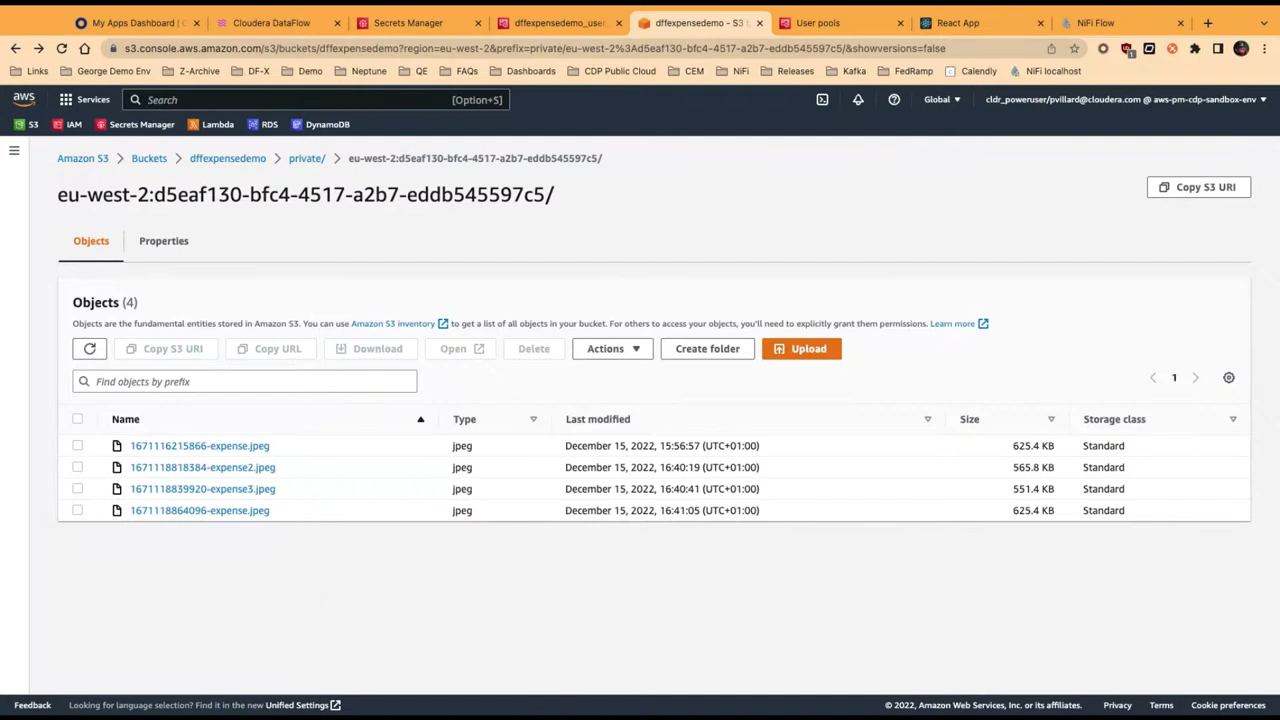 My Apps Dashboard | C
Cloudera DataFlow
Secrets Manager
dffexpensedemo_user
dffexpensedemo - S3 b
User pools
React App
NiFi Flow
s3.console.aws.amazon.com/s3/buckets/dffexpensedemo?region=eu-west-2&prefix=private/eu-west-2%3Ad5eaf130-bfc4-4517-a2b7-eddb545597c5/&showversions=false
Links George Demo Env Z-Archive DF-X Demo Neptune QE FAQs Dashboards CDP Public Cloud CEM NiFi Releases Kafka FedRamp Calendly NiFi localhost
aws Services Search [Option+S] Global cldr_poweruser/pvillard@cloudera.com @ aws-pm-cdp-sandbox-env
S3 IAM Secrets Manager Lambda RDS DynamoDB
Amazon S3 > Buckets > dffexpensedemo > private/ > eu-west-2:d5eaf130-bfc4-4517-a2b7-eddb545597c5/
eu-west-2:d5eaf130-bfc4-4517-a2b7-eddb545597c5/
Copy S3 URI
Objects Properties
Objects (4)
Objects are the fundamental entities stored in Amazon S3. You can use Amazon S3 inventory to get a list of all objects in your bucket. For others to access your objects, you'll need to explicitly grant them permissions. Learn more
Copy S3 URI Copy URL Download Open Delete Actions Create folder Upload
Find objects by prefix
1
Name Type Last modified Size Storage class
1671116215866-expense.jpeg jpeg December 15, 2022, 15:56:57 (UTC+01:00) 625.4 KB Standard
1671118818384-expense2.jpeg jpeg December 15, 2022, 16:40:19 (UTC+01:00) 565.8 KB Standard
1671118839920-expense3.jpeg jpeg December 15, 2022, 16:40:41 (UTC+01:00) 551.4 KB Standard
1671118864096-expense.jpeg jpeg December 15, 2022, 16:41:05 (UTC+01:00) 625.4 KB Standard
Feedback Looking for language selection? Find it in the new Unified Settings © 2022, Amazon Web Services, Inc. or its affiliates. Privacy Terms Cookie preferences